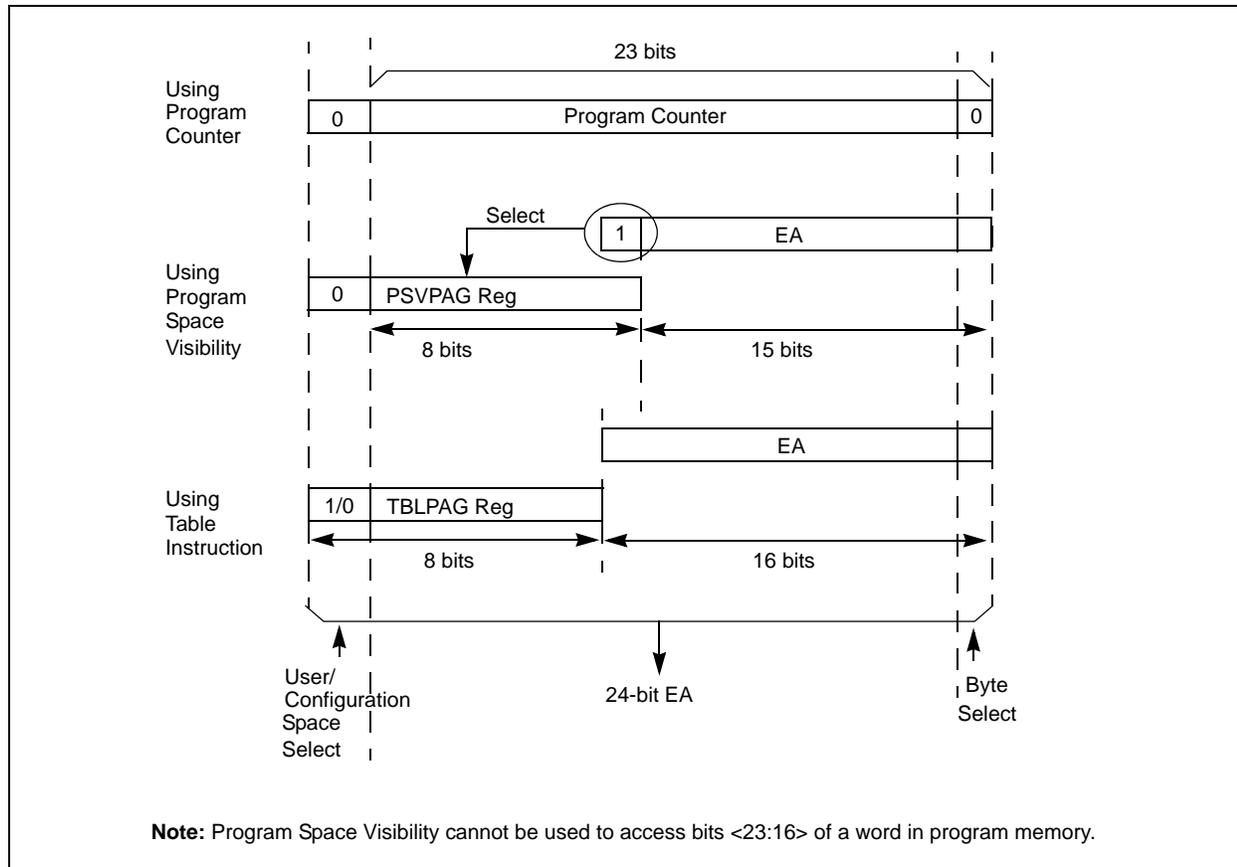 23 bits
Using
Program
Counter
0
Program Counter
0
Select
1
EA
Using
Program
Space
Visibility
0
PSVPAG Reg
8 bits
15 bits
EA
Using
Table
Instruction
1/0
TBLPAG Reg
8 bits
16 bits
User/
Configuration
Space
Select
24-bit EA
Byte
Select
Note: Program Space Visibility cannot be used to access bits <23:16> of a word in program memory.